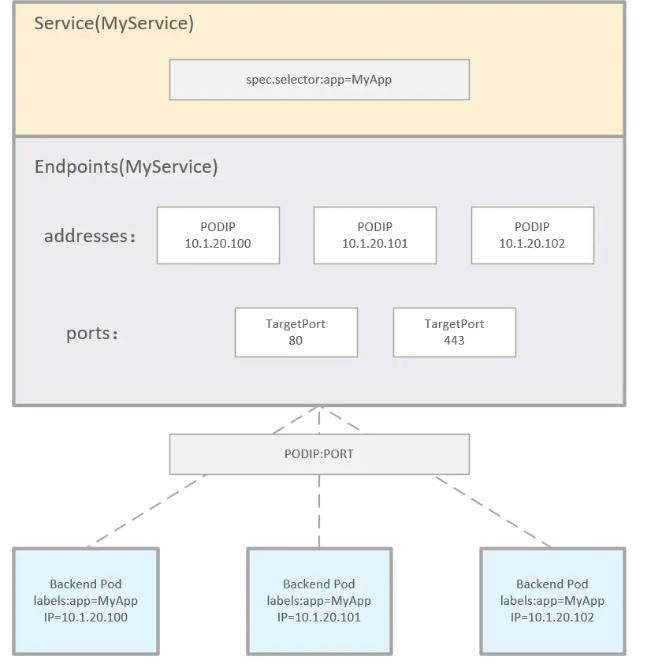 Service(MyService)
spec.selector:app=MyApp
Endpoints(MyService)
addresses：
PODIP
10.1.20.100
PODIP
10.1.20.101
PODIP
10.1.20.102
ports：
TargetPort
80
TargetPort
443
PODIP:PORT
Backend Pod
labels:app=MyApp
IP=10.1.20.100
Backend Pod
labels:app=MyApp
IP=10.1.20.101
Backend Pod
labels:app=MyApp
IP=10.1.20.102